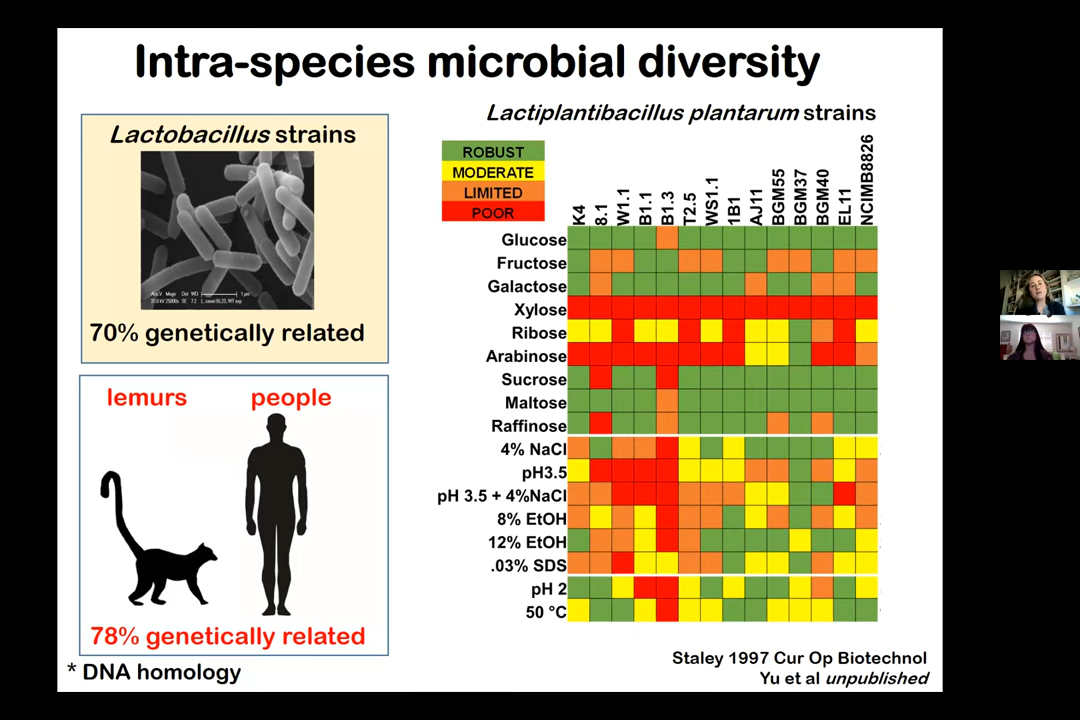 Intra-species microbial diversity
Lactobacillus strains
70% genetically related
lemurs people
78% genetically related
* DNA homology
Lactiplantibacillus plantarum strains
ROBUST
MODERATE
LIMITED
POOR
K4
8.1
W1.1
B1.1
B1.3
T2.5
WS1.1
1B1
AJ11
BGM55
BGM37
BGM40
EL11
NCIMB8826
Glucose
Fructose
Galactose
Xylose
Ribose
Arabinose
Sucrose
Maltose
Raffinose
4% NaCl
pH3.5
pH 3.5 + 4%NaCl
8% EtOH
12% EtOH
.03% SDS
pH 2
50 °C
Staley 1997 Cur Op Biotechnol
Yu et al unpublished